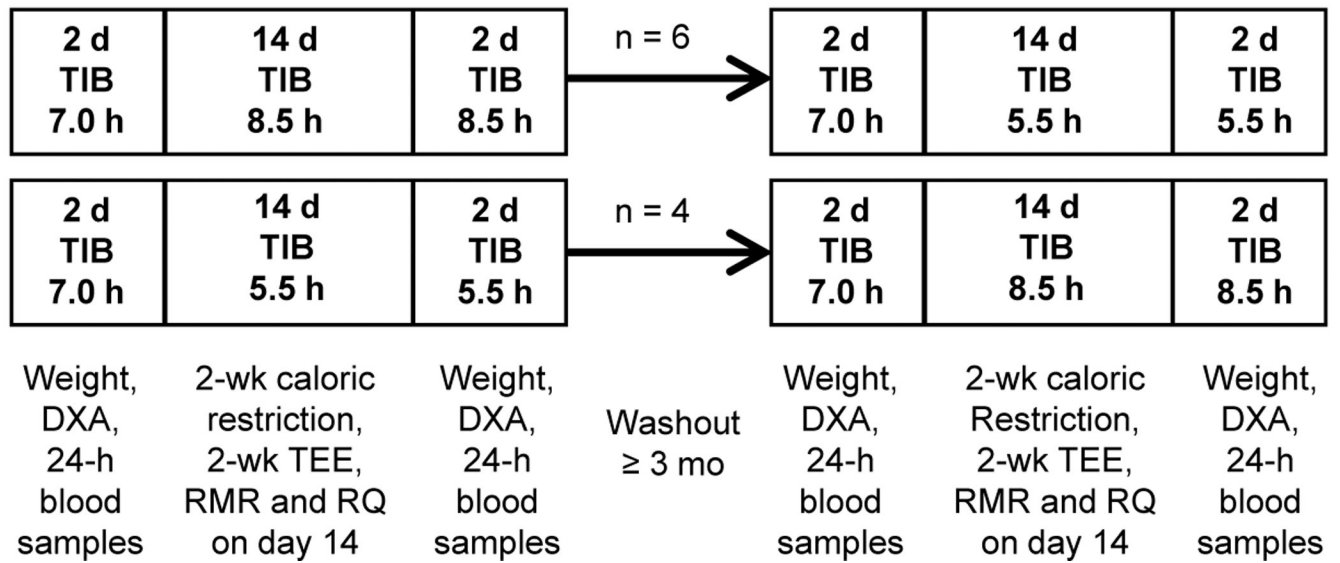 2 d
TIB
7.0 h
14 d
TIB
8.5 h
2 d
TIB
8.5 h
n = 6
2 d
TIB
7.0 h
14 d
TIB
5.5 h
2 d
TIB
5.5 h
2 d
TIB
7.0 h
14 d
TIB
5.5 h
2 d
TIB
5.5 h
n = 4
2 d
TIB
7.0 h
14 d
TIB
8.5 h
2 d
TIB
8.5 h
Weight,
DXA,
24-h
blood
samples
2-wk caloric
restriction,
2-wk TEE,
RMR and RQ
on day 14
Weight,
DXA,
24-h
blood
samples
Washout
≥ 3 mo
Weight,
DXA,
24-h
blood
samples
2-wk caloric
Restriction,
2-wk TEE,
RMR and RQ
on day 14
Weight,
DXA,
24-h
blood
samples